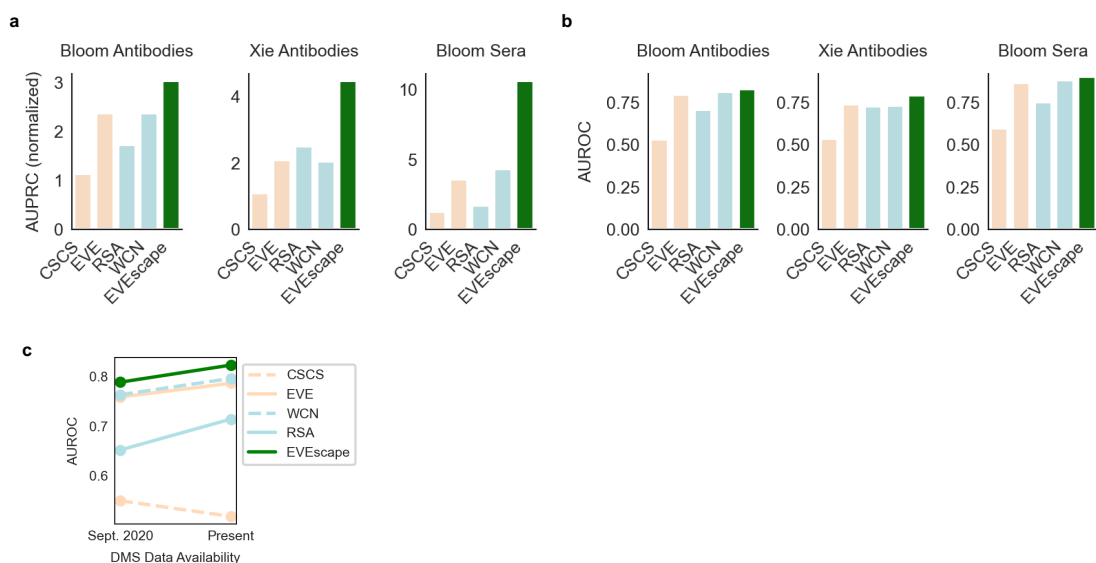 a
Bloom Antibodies
Xie Antibodies
Bloom Sera
AUPRC (normalized)
3
2
1
0
4
2
0
10
5
0
CSCS
EVE
RSA
WCN
EVEscape
CSCS
EVE
RSA
WCN
EVEscape
CSCS
EVE
RSA
WCN
EVEscape
b
Bloom Antibodies
Xie Antibodies
Bloom Sera
AUROC
0.75
0.50
0.25
0.00
0.75
0.50
0.25
0.00
0.75
0.50
0.25
0.00
CSCS
EVE
RSA
WCN
EVEscape
CSCS
EVE
RSA
WCN
EVEscape
CSCS
EVE
RSA
WCN
EVEscape
c
AUROC
0.8
0.7
0.6
Sept. 2020
Present
DMS Data Availability
CSCS
EVE
WCN
RSA
EVEscape